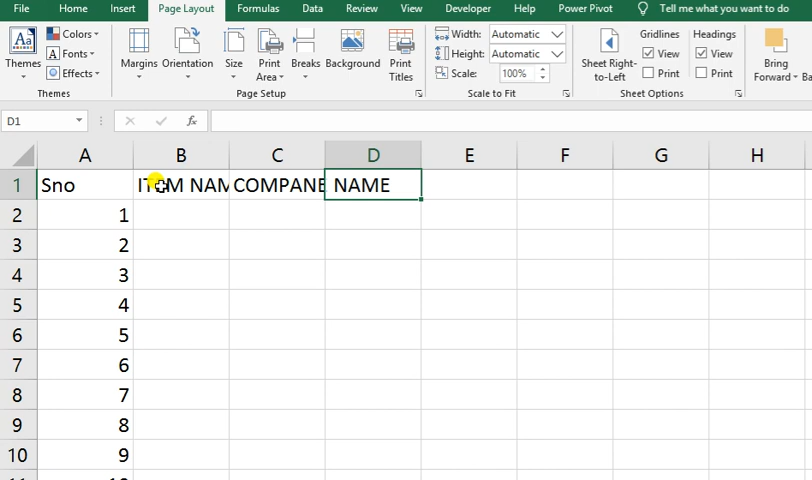 File Home Insert Page Layout Formulas Data Review View Developer Help Power Pivot Tell me what you want to do
Themes Colors Fonts Effects Margins Orientation Size Print Area Breaks Background Print Titles Width: Automatic Height: Automatic Scale: 100% Sheet Right-to-Left Gridlines View Print Headings View Print Bring Forward
Themes Page Setup Scale to Fit Sheet Options
D1 fx
A B C D E F G H
1 Sno ITEM NAM COMPANE NAME
2 1
3 2
4 3
5 4
6 5
7 6
8 7
9 8
10 9